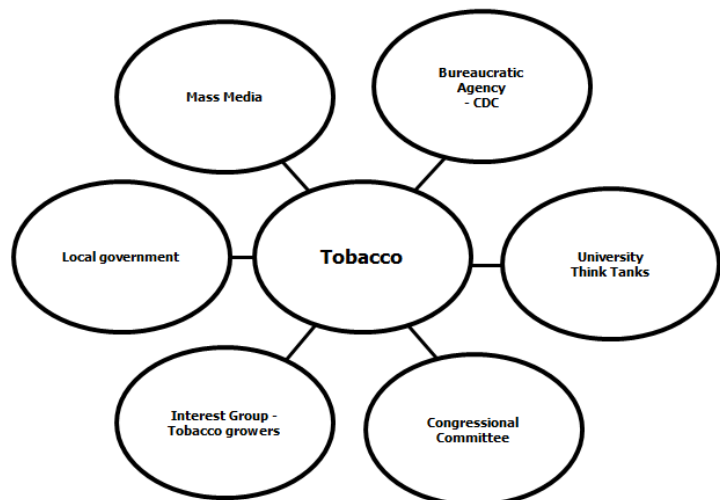 Mass Media
Bureaucratic
Agency
- CDC
Local government
Tobacco
University
Think Tanks
Interest Group -
Tobacco growers
Congressional
Committee